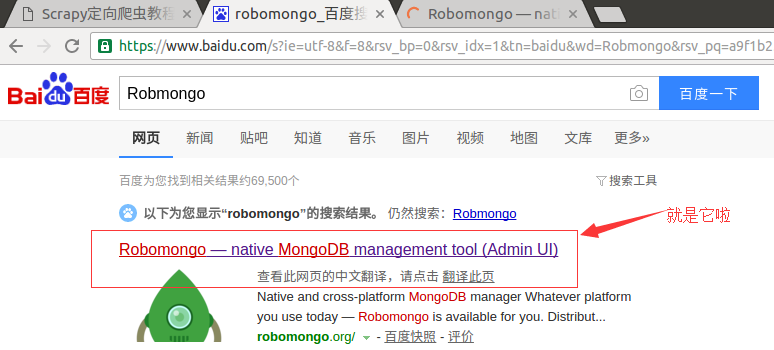 Scrapy定向爬虫教程
robomongo_百度搜
Robomongo — nati
https://www.baidu.com/s?ie=utf-8&f=8&rsv_bp=0&rsv_idx=1&tn=baidu&wd=Robmongo&rsv_pq=a9f1b2
Bai du 百度
Robmongo
百度一下
网页 新闻 贴吧 知道 音乐 图片 视频 地图 文库 更多»
百度为您找到相关结果约69,500个
搜索工具
以下为您显示“robomongo”的搜索结果。 仍然搜索：Robmongo
就是它啦
Robomongo — native MongoDB management tool (Admin UI)
查看此网页的中文翻译，请点击 翻译此页
Native and cross-platform MongoDB manager Whatever platform
you use today — Robomongo is available for you. Distribut...
robomongo.org/ - 百度快照 - 评价